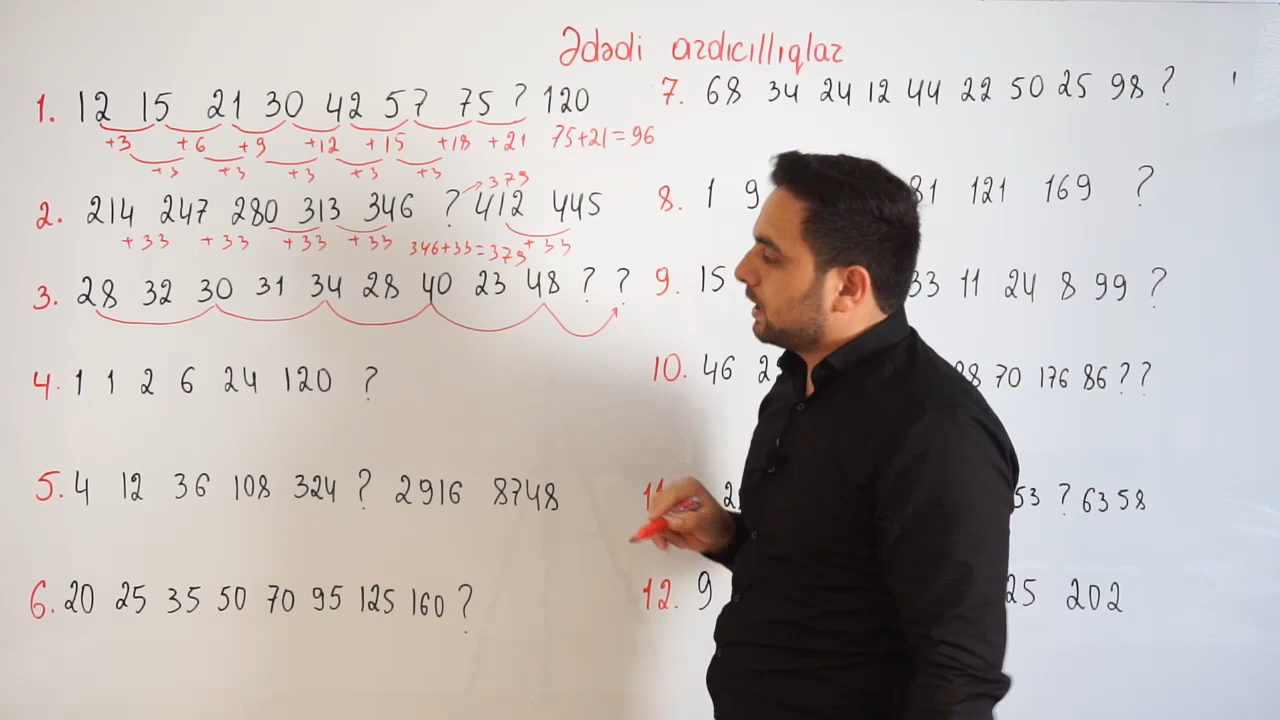 Ədədi ardıcıllıqlar
1. 12 15 21 30 42 57 75 ? 120
+3 +6 +9 +12 +15 +18 +21 75+21=96
+3 +3 +3 +3 +3
379
2. 214 247 280 313 346 ? 412 445
+33 +33 +33 +33 346+33=379 +33
3. 28 32 30 31 34 28 40 23 48 ? ?
4. 1 1 2 6 24 120 ?
5. 4 12 36 108 324 ? 2916 8748
6. 20 25 35 50 70 95 125 160 ?
7. 68 34 24 12 44 22 50 25 98 ?
8. 1 9 81 121 169 ?
9. 15 33 11 24 8 99 ?
10. 46 70 176 86 ? ?
53 ? 6358
12. 9 25 202